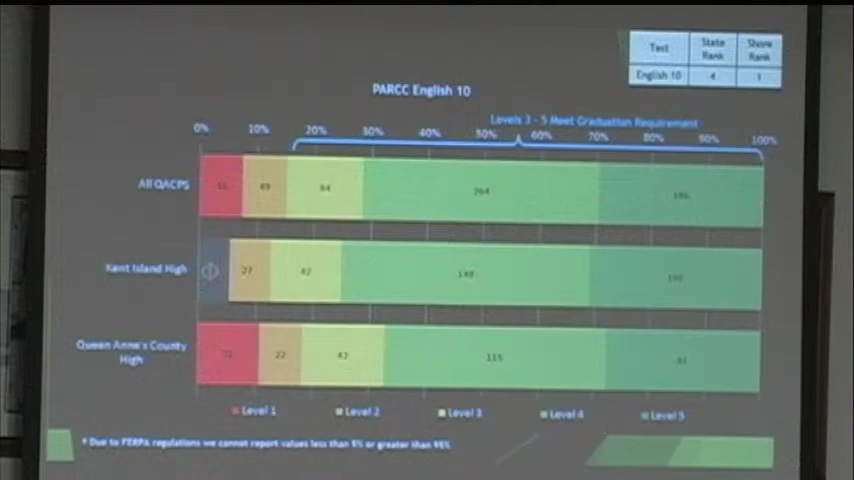 Test State Rank Shore Rank
English 10 4 1
PARCC English 10
Levels 3 - 5 Meet Graduation Requirement
0% 10% 20% 30% 40% 50% 60% 70% 80% 90% 100%
All QACPS 49 84 264
Kent Island High 27 42 149
Queen Anne's County High 22 42 115
Level 1 Level 2 Level 3 Level 4 Level 5
* Due to FERPA regulations we cannot report values less than 5% or greater than 95%